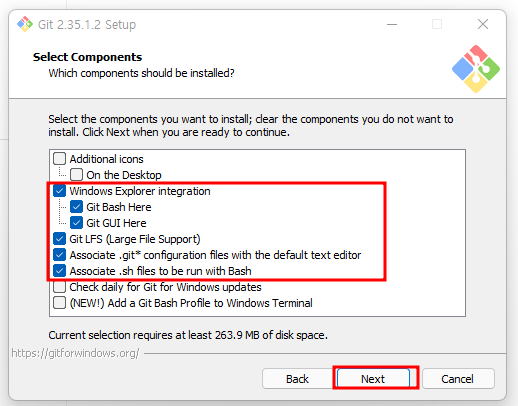 Git 2.35.1.2 Setup
Select Components
Which components should be installed?
Select the components you want to install; clear the components you do not want to
install. Click Next when you are ready to continue.
Additional icons
On the Desktop
Windows Explorer integration
Git Bash Here
Git GUI Here
Git LFS (Large File Support)
Associate .git* configuration files with the default text editor
Associate .sh files to be run with Bash
Check daily for Git for Windows updates
(NEW!) Add a Git Bash Profile to Windows Terminal
Current selection requires at least 263.9 MB of disk space.
https://gitforwindows.org/
Back Next Cancel